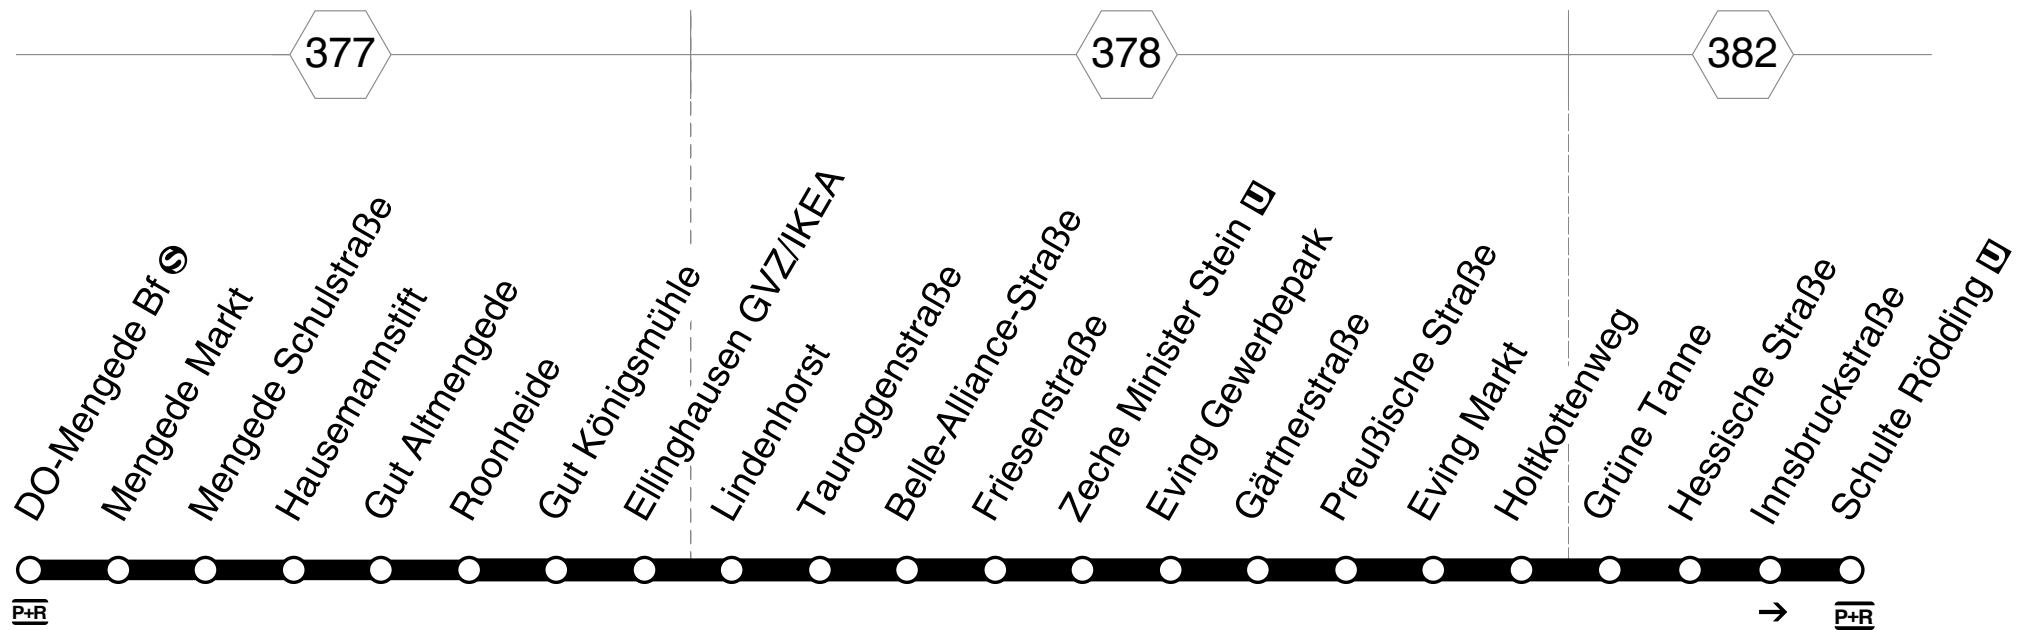 377
378
382
DO-Mengede Bf S
Mengede Markt
Mengede Schulstraße
Hausemannstift
Gut Altmengede
Roonheide
Gut Königsmühle
Ellinghausen GVZ/IKEA
Lindenhorst
Tauroggenstraße
Belle-Alliance-Straße
Friesenstraße
Zeche Minister Stein U
Eving Gewerbepark
Gärtnerstraße
Preußische Straße
Eving Markt
Holtkottenweg
Grüne Tanne
Hessische Straße
Innsbruckstraße
Schulte Rödding U
P+R
→
P+R